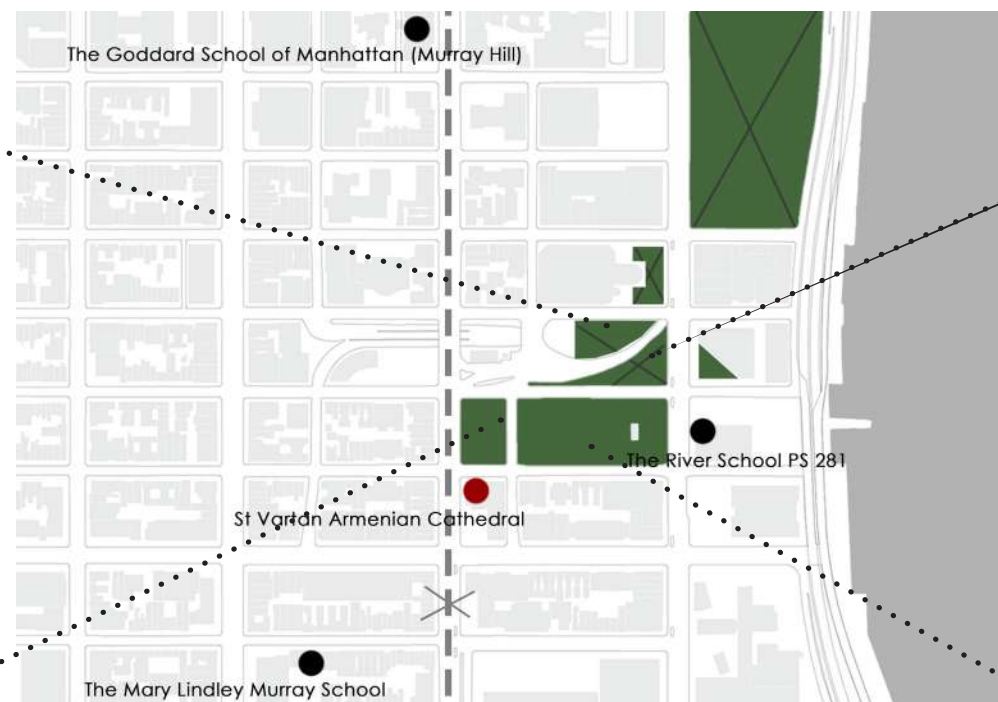 The Goddard School of Manhattan (Murray Hill)
The River School PS 281
St Vartan Armenian Cathedral
The Mary Lindley Murray School